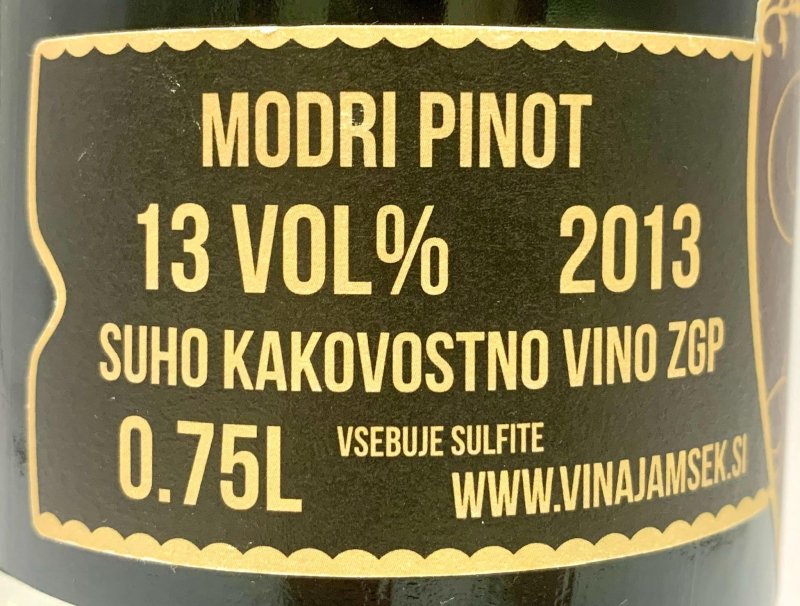 MODRI PINOT
13 VOL% 2013
SUHO KAKOVOSTNO VINO ZGP
0.75L VSEBUJE SULFITE
WWW.VINAJAMSEK.SI